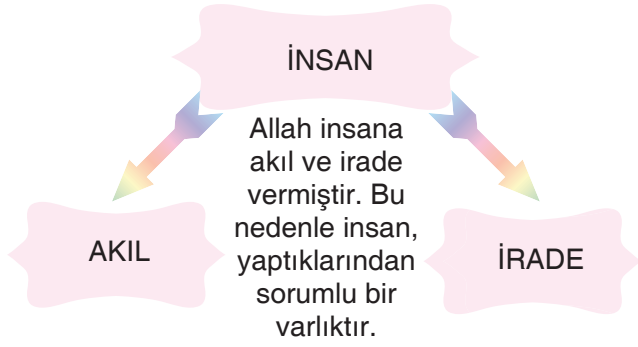 İNSAN
Allah insana
akıl ve irade
vermiştir. Bu
nedenle insan,
yaptıklarından
sorumlu bir
varlıktır.
AKIL
İRADE